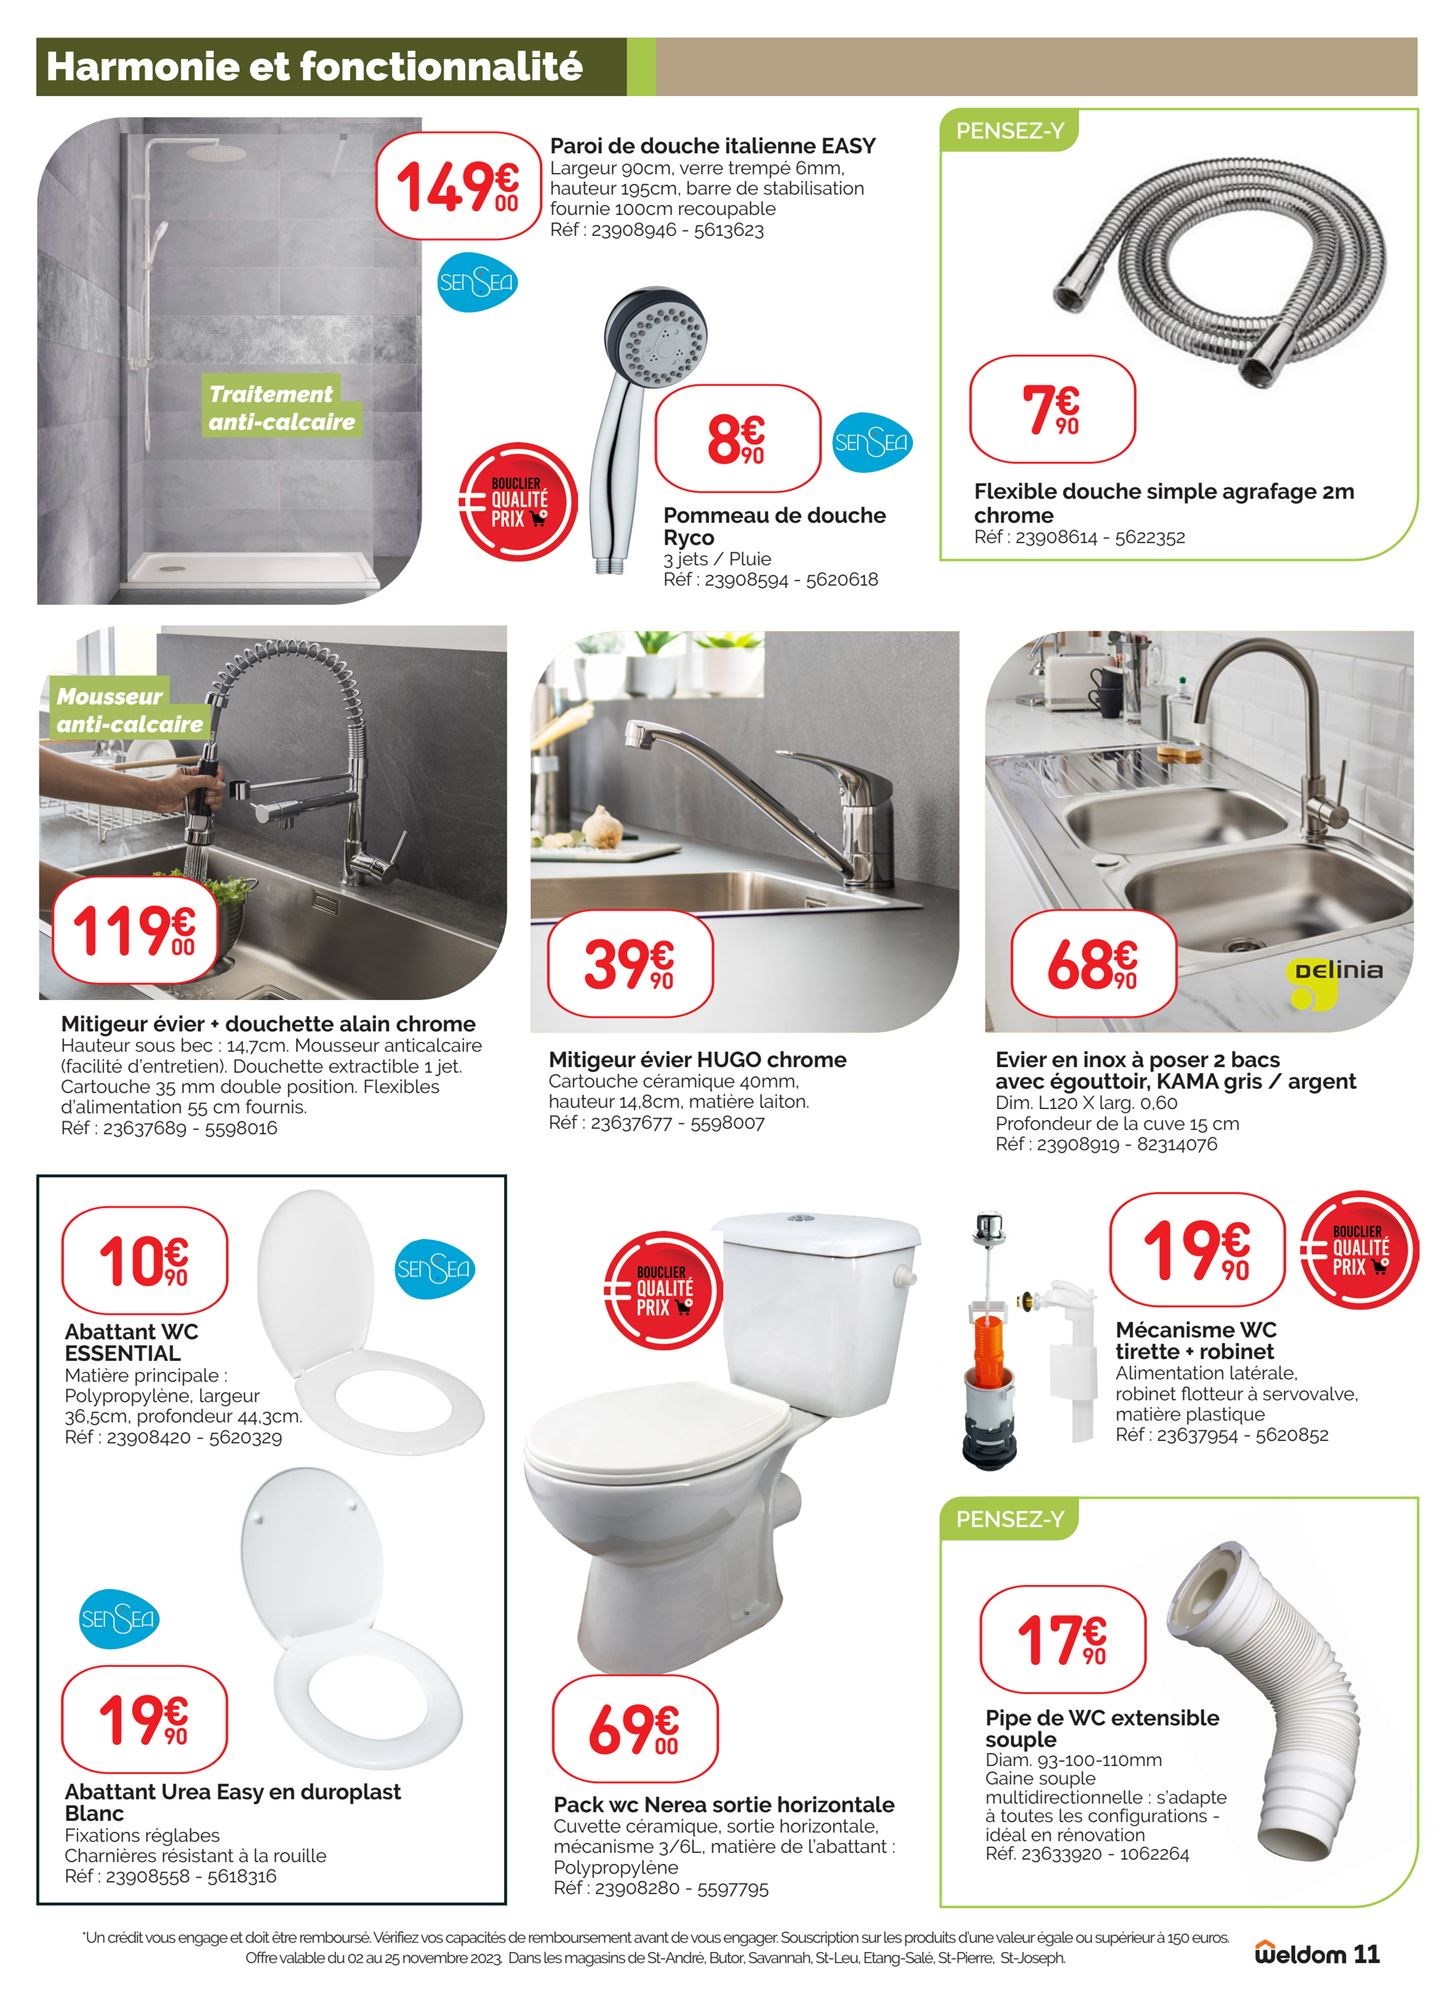 Harmonie et fonctionnalité
149€00
Paroi de douche italienne EASY
Largeur 90cm, verre trempé 6mm,
hauteur 195cm, barre de stabilisation
fournie 100cm recoupable
Réf : 23908946 - 5613623
SENSEA
Traitement
anti-calcaire
BOUCLIER
QUALITÉ
PRIX
8€90
SENSEA
Pommeau de douche
Ryco
3 jets / Pluie
Réf : 23908594 - 5620618
PENSEZ-Y
7€90
Flexible douche simple agrafage 2m
chrome
Réf : 23908614 - 5622352
Mousseur
anti-calcaire
119€00
Mitigeur évier + douchette alain chrome
Hauteur sous bec : 14,7cm. Mousseur anticalcaire
(facilité d'entretien). Douchette extractible 1 jet.
Cartouche 35 mm double position. Flexibles
d'alimentation 55 cm fournis.
Réf : 23637689 - 5598016
39€90
Mitigeur évier HUGO chrome
Cartouche céramique 40mm,
hauteur 14,8cm, matière laiton.
Réf : 23637677 - 5598007
68€90
DELINIA
Evier en inox à poser 2 bacs
avec égouttoir, KAMA gris / argent
Dim. L120 X larg. 0,60
Profondeur de la cuve 15 cm
Réf : 23908919 - 82314076
10€90
SENSEA
Abattant WC
ESSENTIAL
Matière principale :
Polypropylène, largeur
36,5cm, profondeur 44,3cm.
Réf : 23908420 - 5620329
SENSEA
19€90
Abattant Urea Easy en duroplast
Blanc
Fixations réglabes
Charnières résistant à la rouille
Réf : 23908558 - 5618316
BOUCLIER
QUALITÉ
PRIX
69€00
Pack wc Nerea sortie horizontale
Cuvette céramique, sortie horizontale,
mécanisme 3/6L, matière de l'abattant :
Polypropylène
Réf : 23908280 - 5597795
19€90
BOUCLIER
QUALITÉ
PRIX
Mécanisme WC
tirette + robinet
Alimentation latérale,
robinet flotteur à servovalve,
matière plastique
Réf : 23637954 - 5620852
PENSEZ-Y
17€90
Pipe de WC extensible
souple
Diam. 93-100-110mm
Gaine souple
multidirectionnelle : s'adapte
à toutes les configurations -
idéal en rénovation
Réf. 23633920 - 1062264
*Un crédit vous engage et doit être remboursé. Vérifiez vos capacités de remboursement avant de vous engager. Souscription sur les produits d'une valeur égale ou supérieur à 150 euros.
Offre valable du 02 au 25 novembre 2023. Dans les magasins de St-André, Butor, Savannah, St-Leu, Etang-Salé, St-Pierre, St-Joseph.
weldom 11